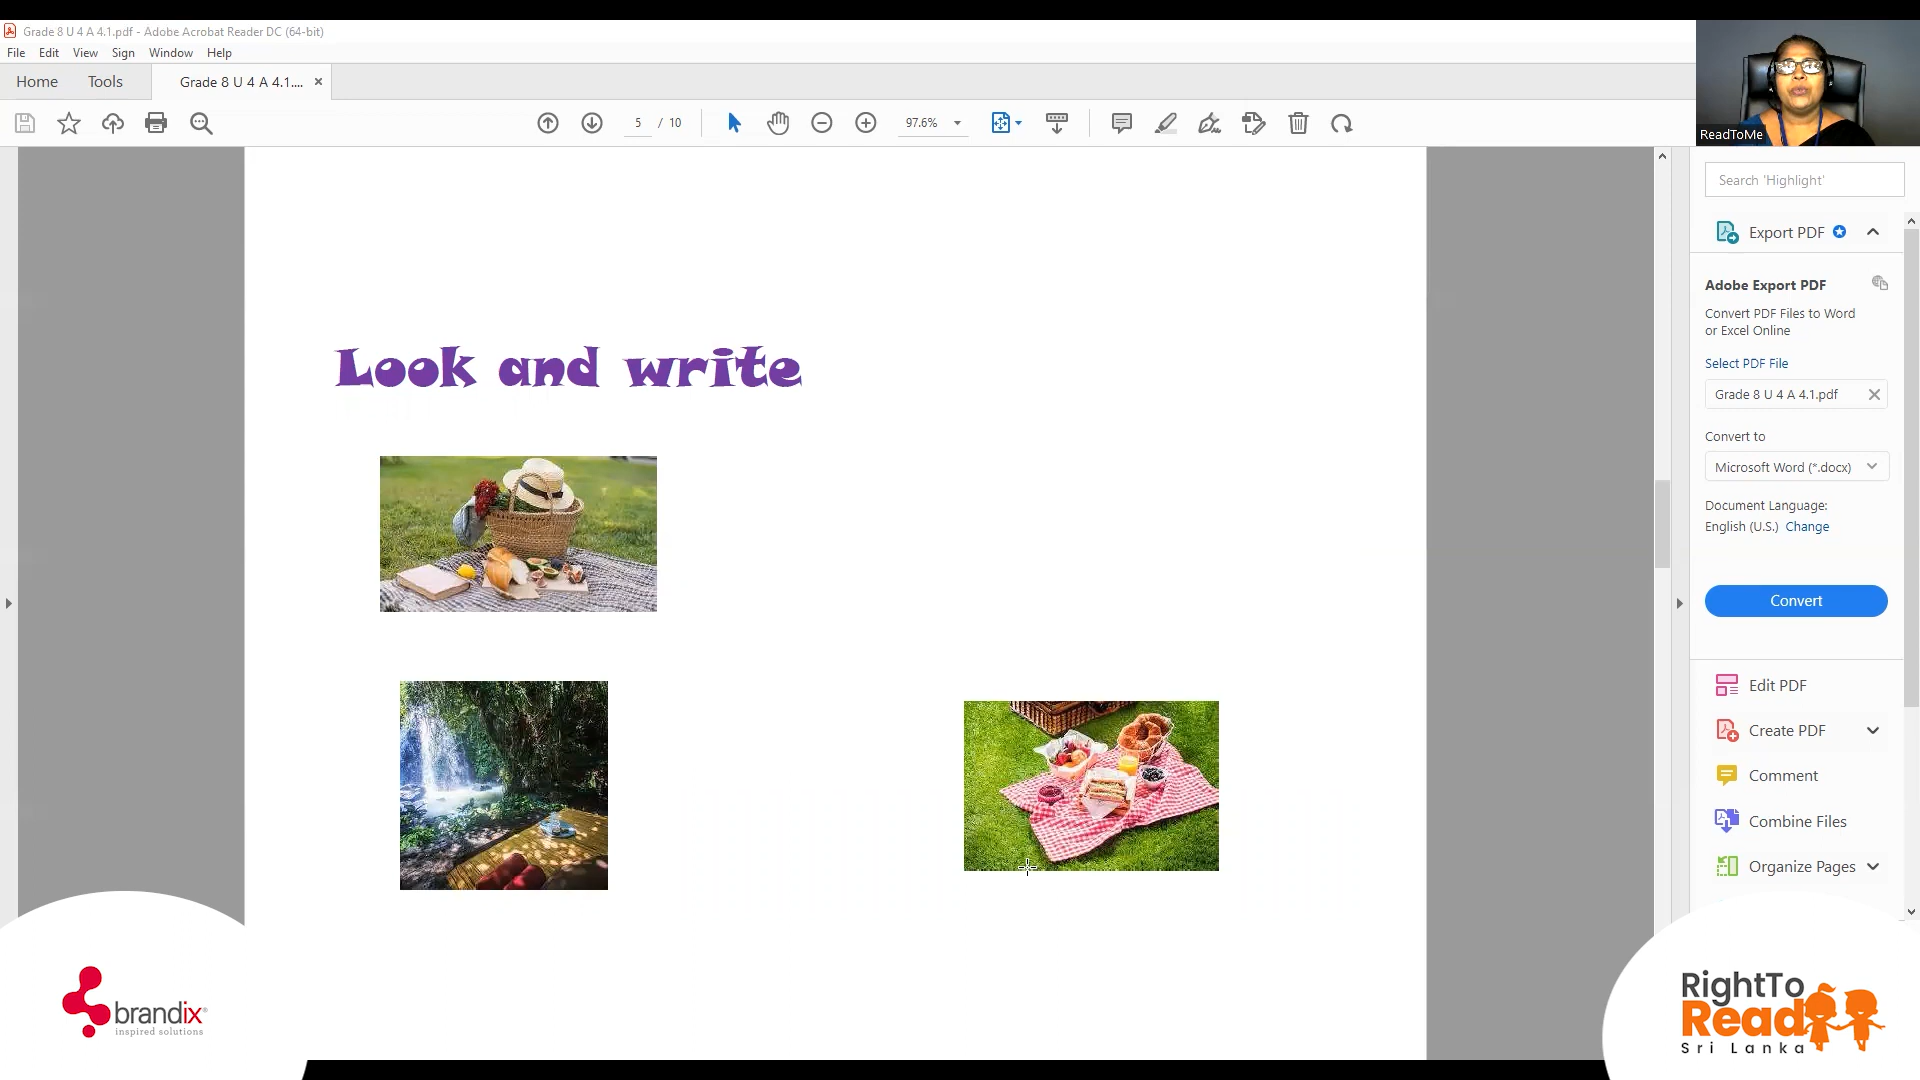 Grade 8 U 4 A 4.1.pdf - Adobe Acrobat Reader DC (64-bit)
File Edit View Sign Window Help
Home Tools Grade 8 U 4 A 4.1....
5 / 10 97.6%
ReadToMe
Search 'Highlight'
Export PDF
Adobe Export PDF
Convert PDF Files to Word
or Excel Online
Select PDF File
Grade 8 U 4 A 4.1.pdf
Convert to
Microsoft Word (*.docx)
Document Language:
English (U.S.) Change
Convert
Edit PDF
Create PDF
Comment
Combine Files
Organize Pages
Look and write
brandix
inspired solutions
RightTo
Read
Sri Lanka